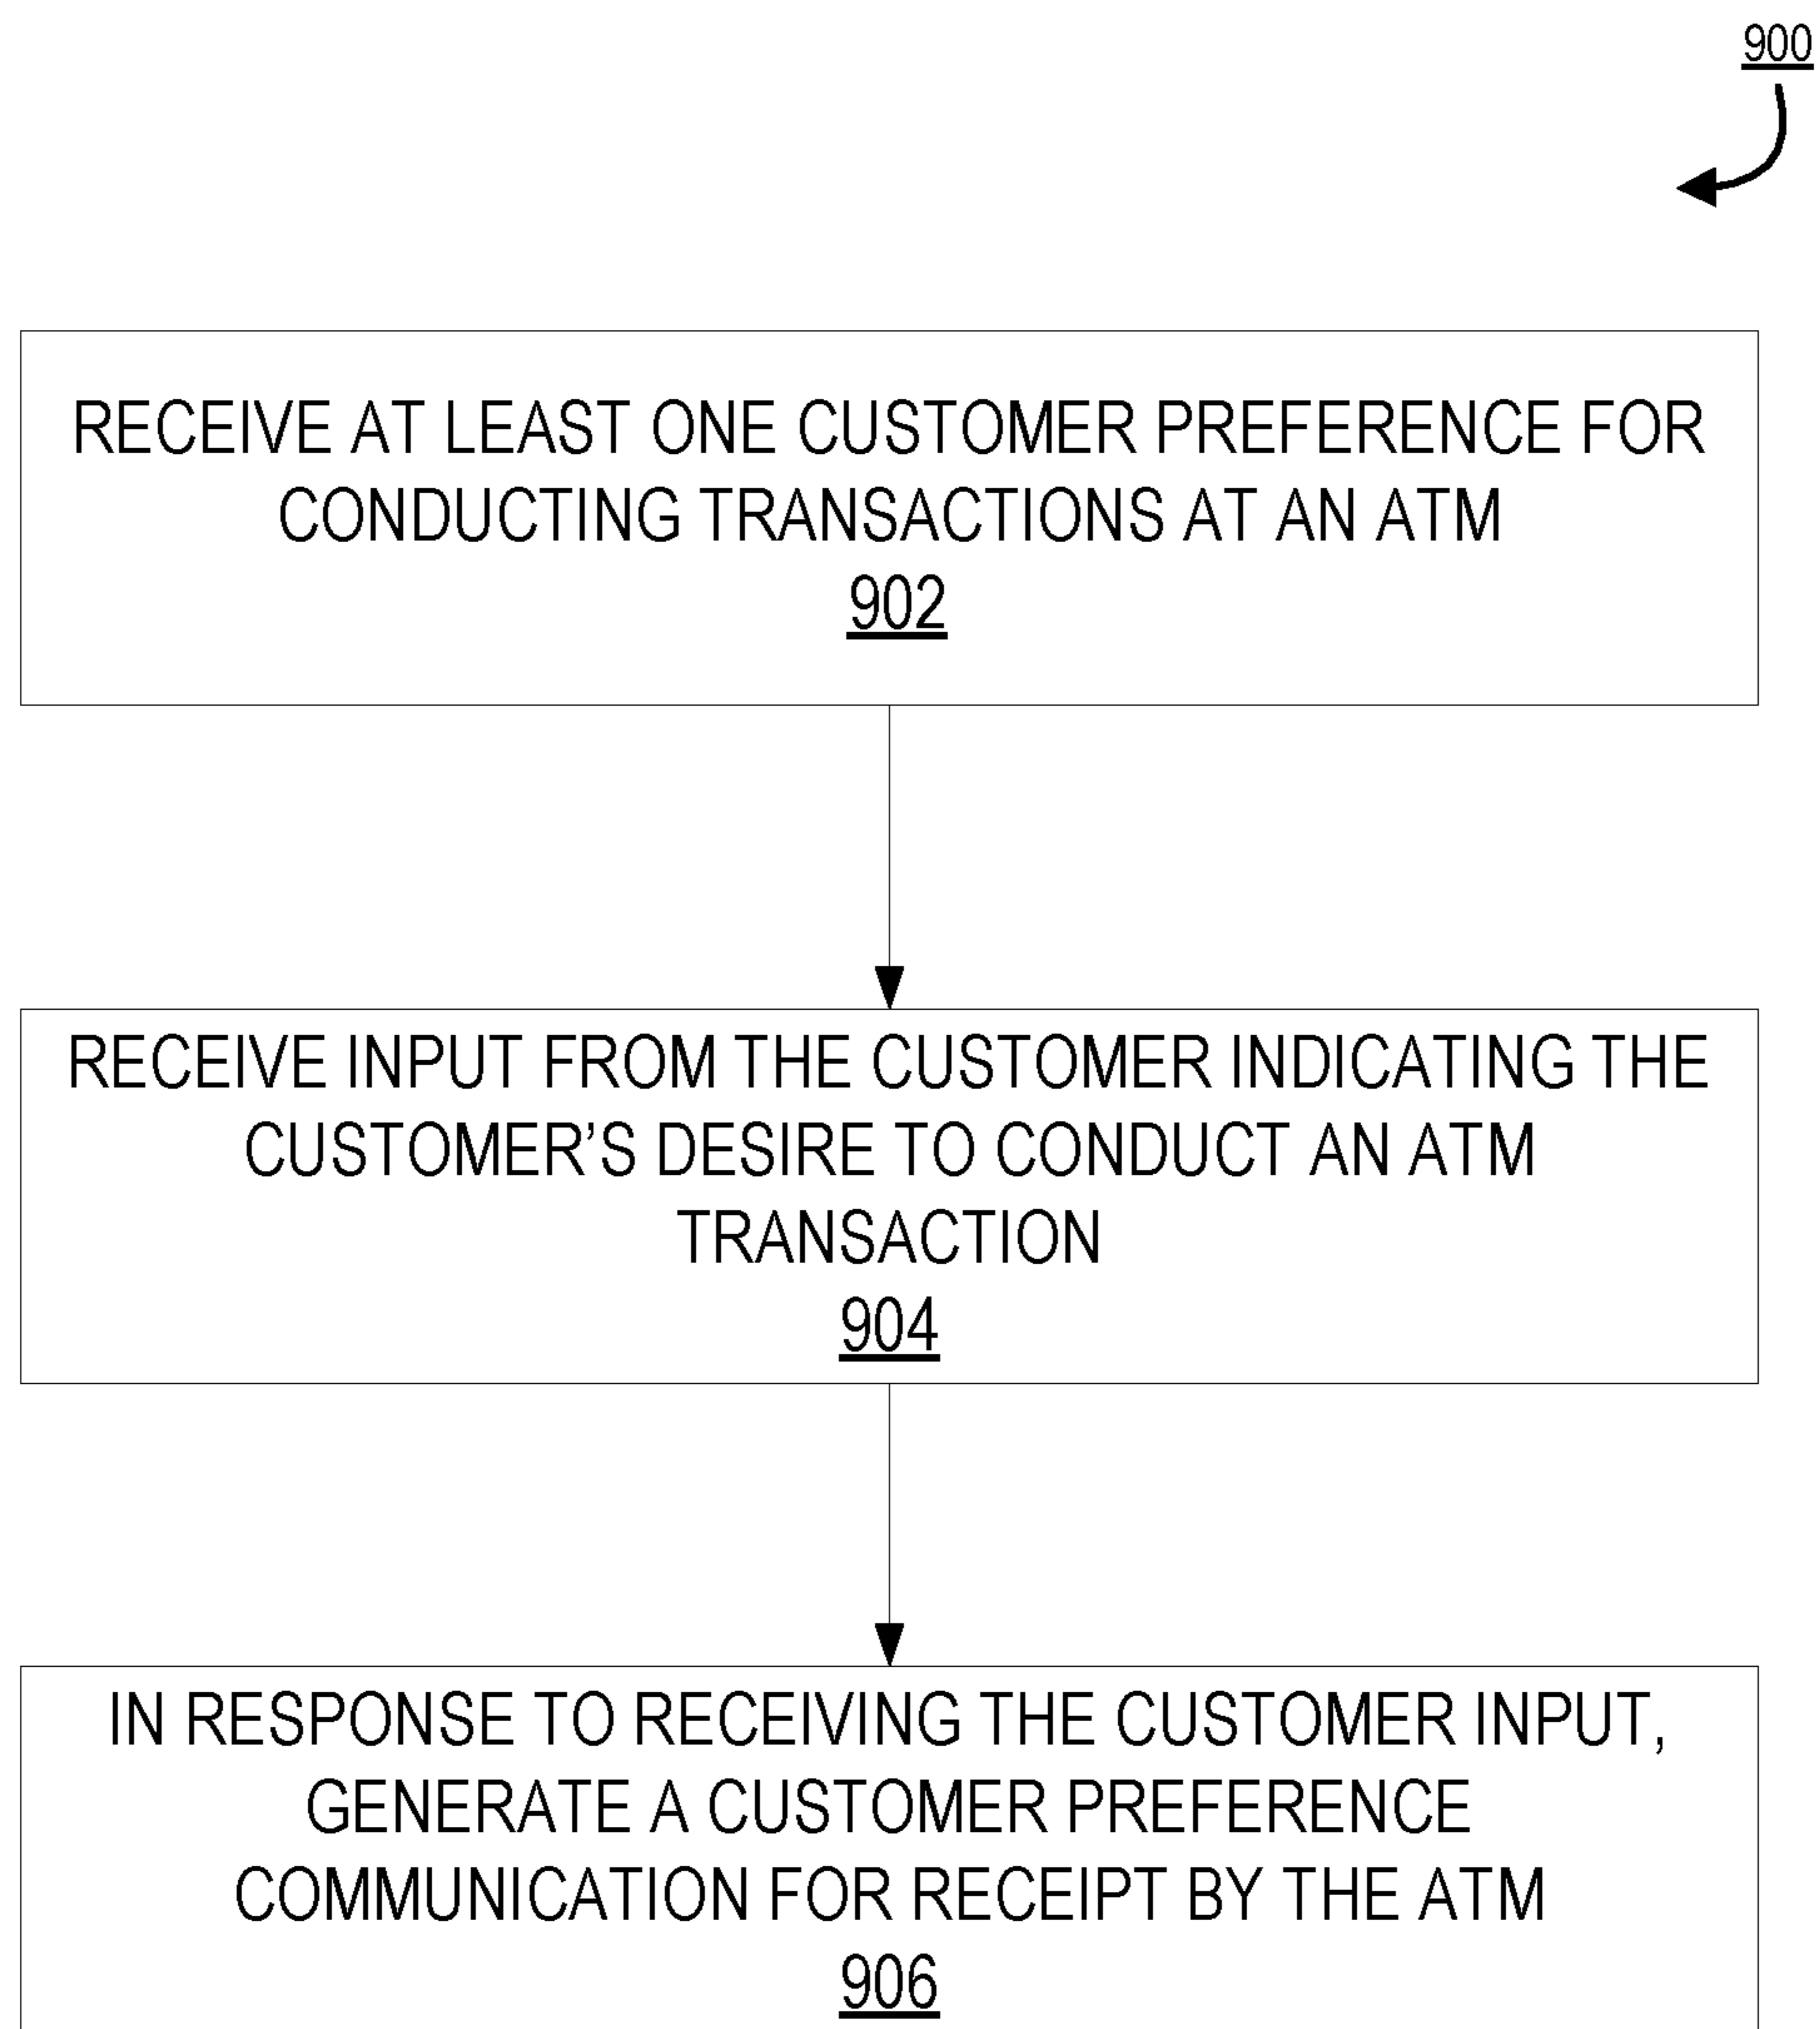 900
RECEIVE AT LEAST ONE CUSTOMER PREFERENCE FOR
CONDUCTING TRANSACTIONS AT AN ATM
902
RECEIVE INPUT FROM THE CUSTOMER INDICATING THE
CUSTOMER’S DESIRE TO CONDUCT AN ATM
TRANSACTION
904
IN RESPONSE TO RECEIVING THE CUSTOMER INPUT,
GENERATE A CUSTOMER PREFERENCE
COMMUNICATION FOR RECEIPT BY THE ATM
906